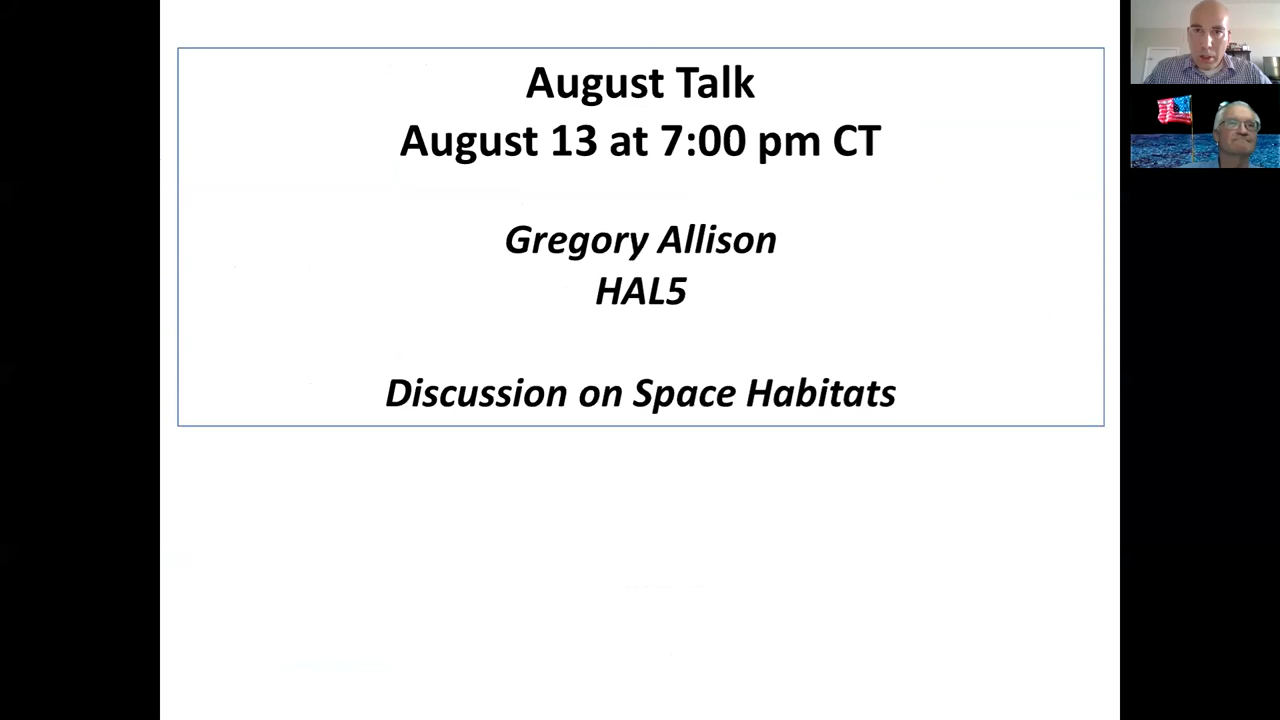 August Talk
August 13 at 7:00 pm CT
Gregory Allison
HAL5
Discussion on Space Habitats